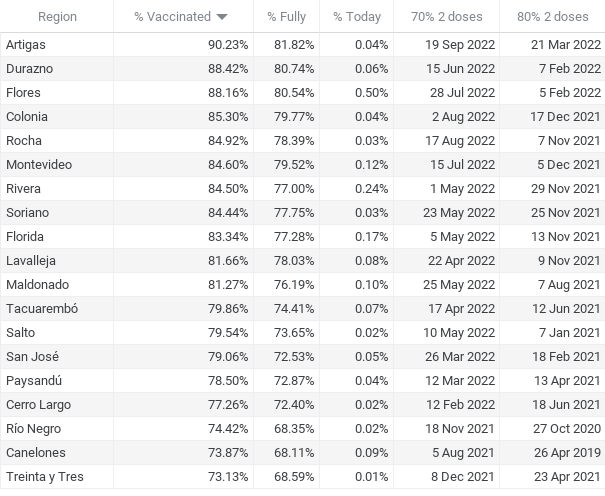 Region % Vaccinated % Fully % Today 70% 2 doses 80% 2 doses
Artigas 90.23% 81.82% 0.04% 19 Sep 2022 21 Mar 2022
Durazno 88.42% 80.74% 0.06% 15 Jun 2022 7 Feb 2022
Flores 88.16% 80.54% 0.50% 28 Jul 2022 5 Feb 2022
Colonia 85.30% 79.77% 0.04% 2 Aug 2022 17 Dec 2021
Rocha 84.92% 78.39% 0.03% 17 Aug 2022 7 Nov 2021
Montevideo 84.60% 79.52% 0.12% 15 Jul 2022 5 Dec 2021
Rivera 84.50% 77.00% 0.24% 1 May 2022 29 Nov 2021
Soriano 84.44% 77.75% 0.03% 23 May 2022 25 Nov 2021
Florida 83.34% 77.28% 0.17% 5 May 2022 13 Nov 2021
Lavalleja 81.66% 78.03% 0.08% 22 Apr 2022 9 Nov 2021
Maldonado 81.27% 76.19% 0.10% 25 May 2022 7 Aug 2021
Tacuarembó 79.86% 74.41% 0.07% 17 Apr 2022 12 Jun 2021
Salto 79.54% 73.65% 0.02% 10 May 2022 7 Jan 2021
San José 79.06% 72.53% 0.05% 26 Mar 2022 18 Feb 2021
Paysandú 78.50% 72.87% 0.04% 12 Mar 2022 13 Apr 2021
Cerro Largo 77.26% 72.40% 0.02% 12 Feb 2022 18 Jun 2021
Río Negro 74.42% 68.35% 0.02% 18 Nov 2021 27 Oct 2020
Canelones 73.87% 68.11% 0.09% 5 Aug 2021 26 Apr 2019
Treinta y Tres 73.13% 68.59% 0.01% 8 Dec 2021 23 Apr 2021